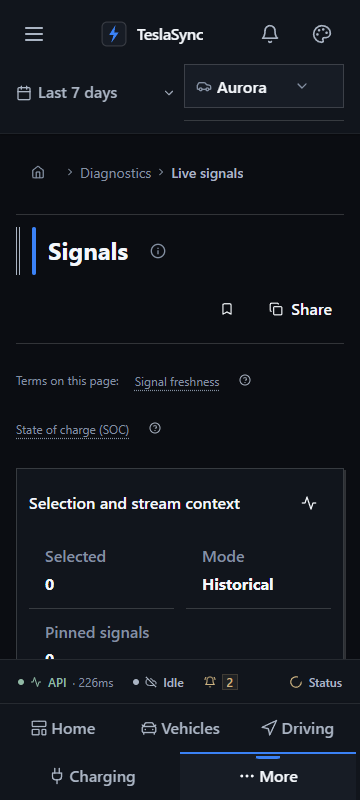 TeslaSync
Last 7 days
Aurora
Diagnostics
Live signals
Signals
Share
Terms on this page:
Signal freshness
State of charge (SOC)
Selection and stream context
Selected
Mode
0
Historical
Pinned signals
0
API · 226ms
Idle
2
Status
Home
Vehicles
Driving
Charging
More